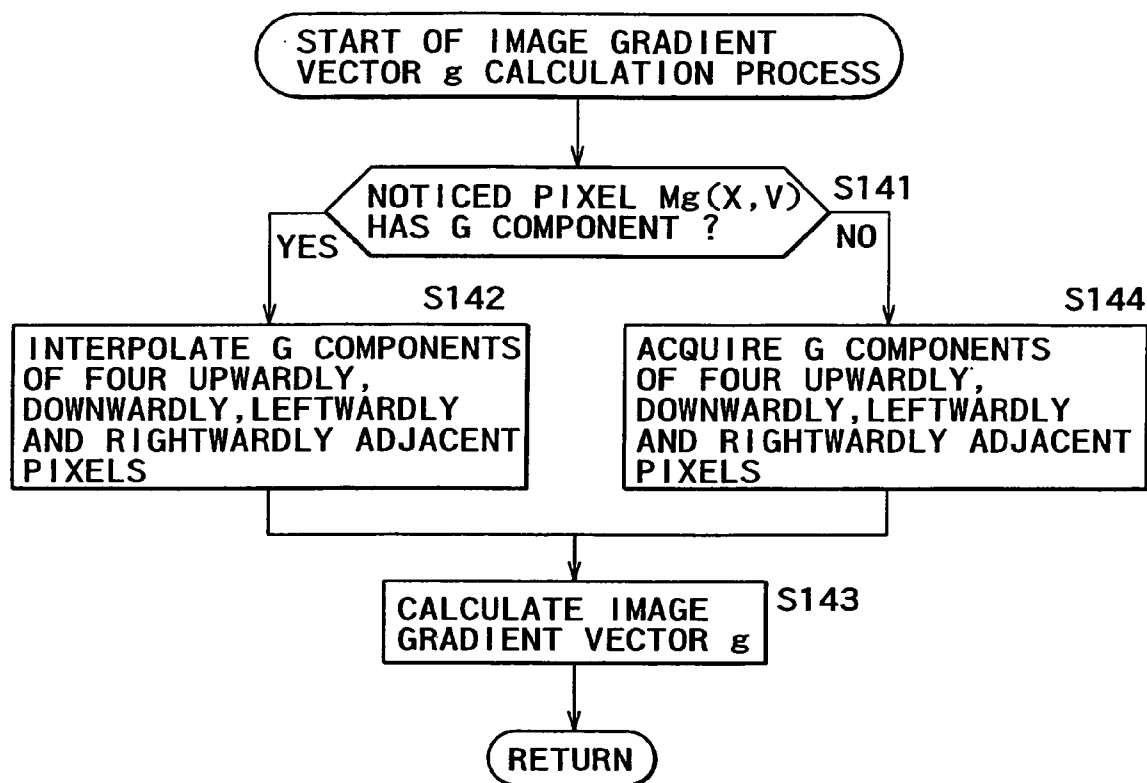 START OF IMAGE GRADIENT
VECTOR g CALCULATION PROCESS
NOTICED PIXEL Mg(X,V)
HAS G COMPONENT ?
S141
YES
NO
S142
INTERPOLATE G COMPONENTS
OF FOUR UPWARDLY,
DOWNWARDLY,LEFTWARDLY
AND RIGHTWARDLY ADJACENT
PIXELS
S144
ACQUIRE G COMPONENTS
OF FOUR UPWARDLY,
DOWNWARDLY,LEFTWARDLY
AND RIGHTWARDLY ADJACENT
PIXELS
CALCULATE IMAGE
GRADIENT VECTOR g
S143
RETURN